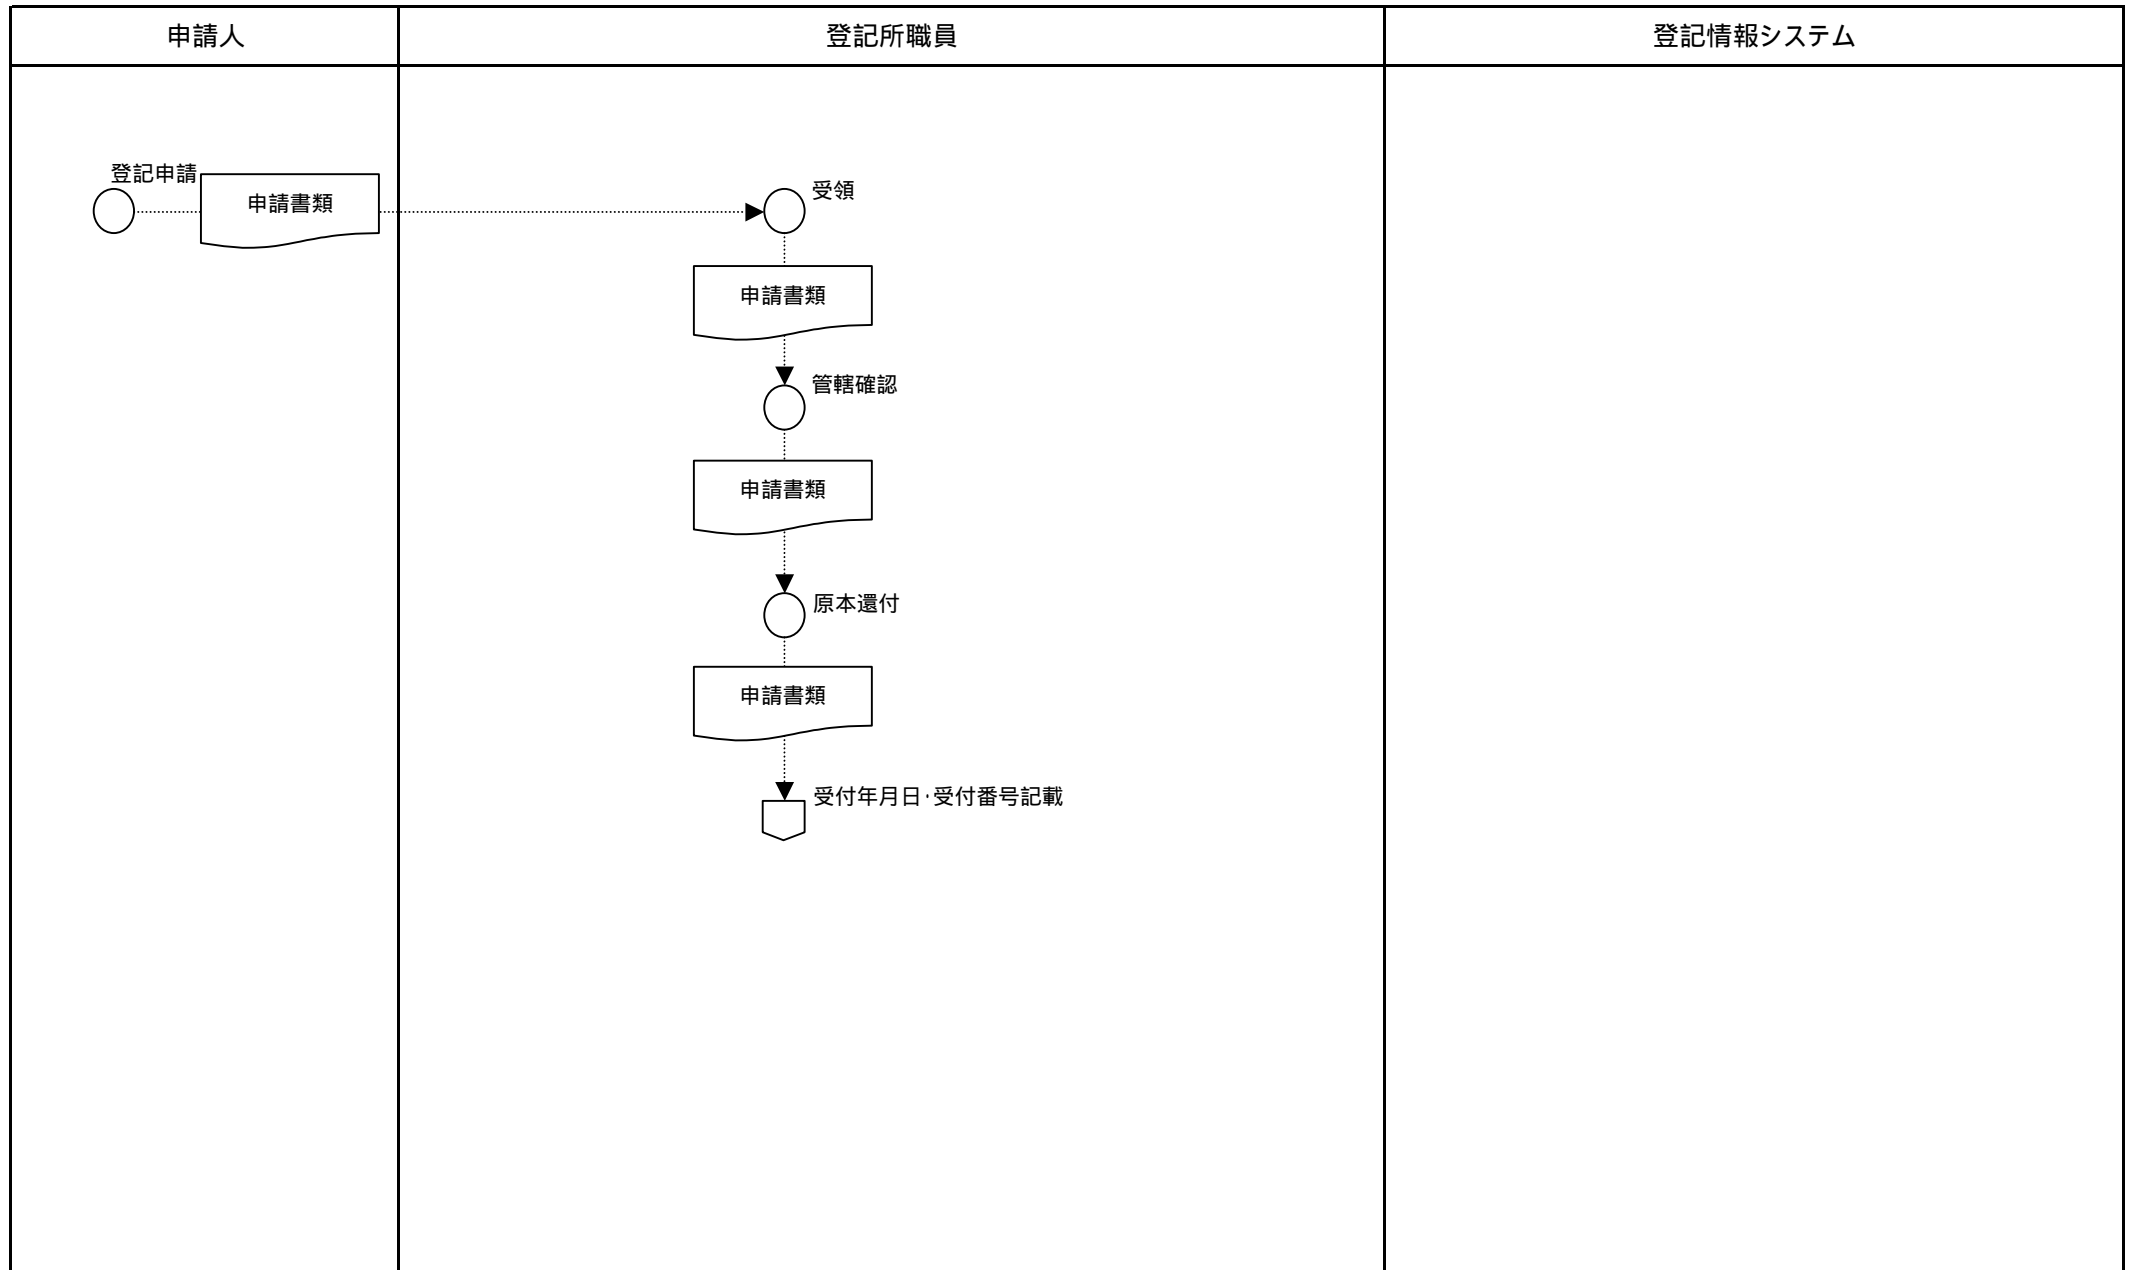 申請人
登記所職員
登記情報システム
登記申請
申請書類
受領
申請書類
管轄確認
申請書類
原本還付
申請書類
受付年月日・受付番号記載